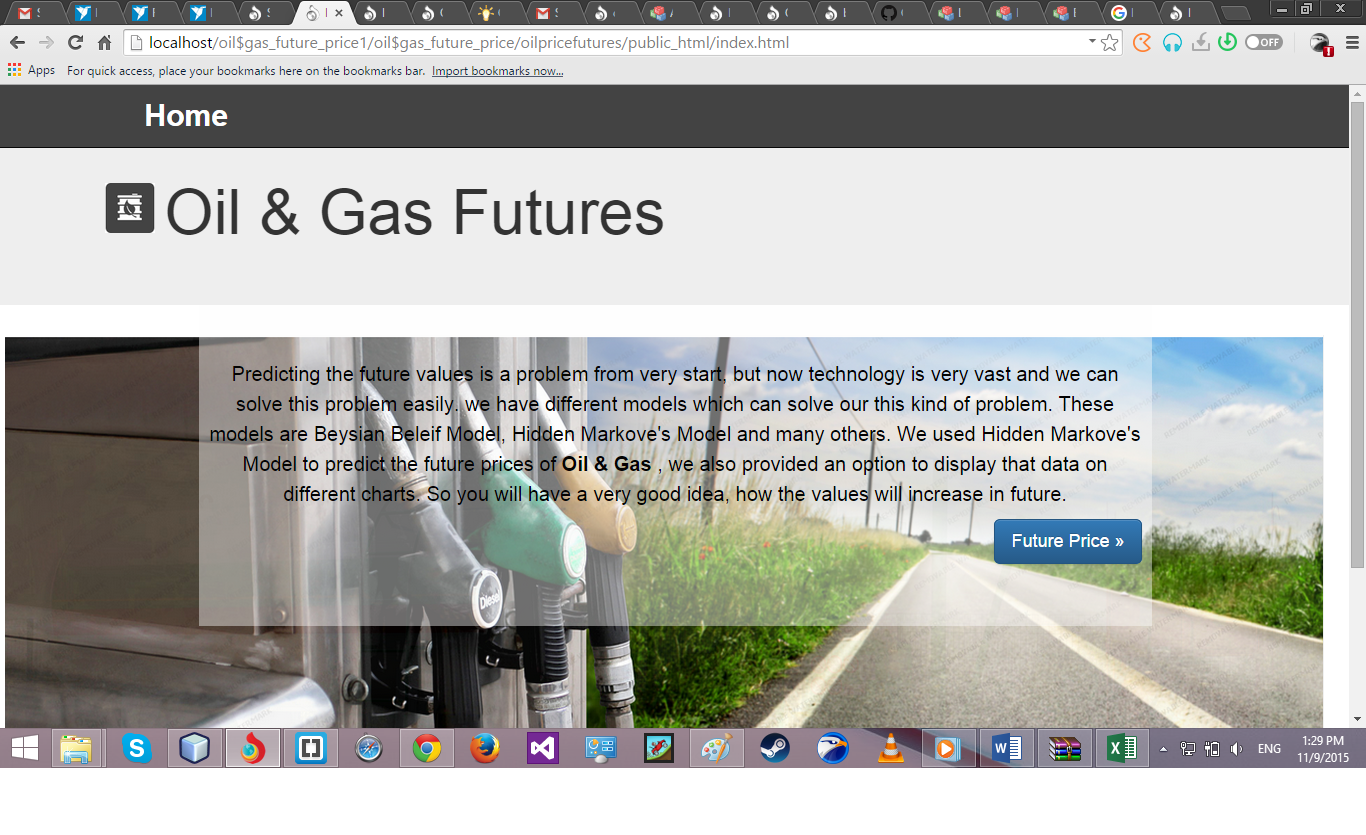 localhost/oil$gas_future_price1/oil$gas_future_price/oilpricefutures/public_html/index.html
OFF
1
Apps For quick access, place your bookmarks here on the bookmarks bar. Import bookmarks now...
Home
Oil & Gas Futures
Predicting the future values is a problem from very start, but now technology is very vast and we can
solve this problem easily. we have different models which can solve our this kind of problem. These
models are Beysian Beleif Model, Hidden Markove's Model and many others. We used Hidden Markove's
Model to predict the future prices of Oil & Gas , we also provided an option to display that data on
different charts. So you will have a very good idea, how the values will increase in future.
Future Price »
Diesel
ENG
1:29 PM
11/9/2015